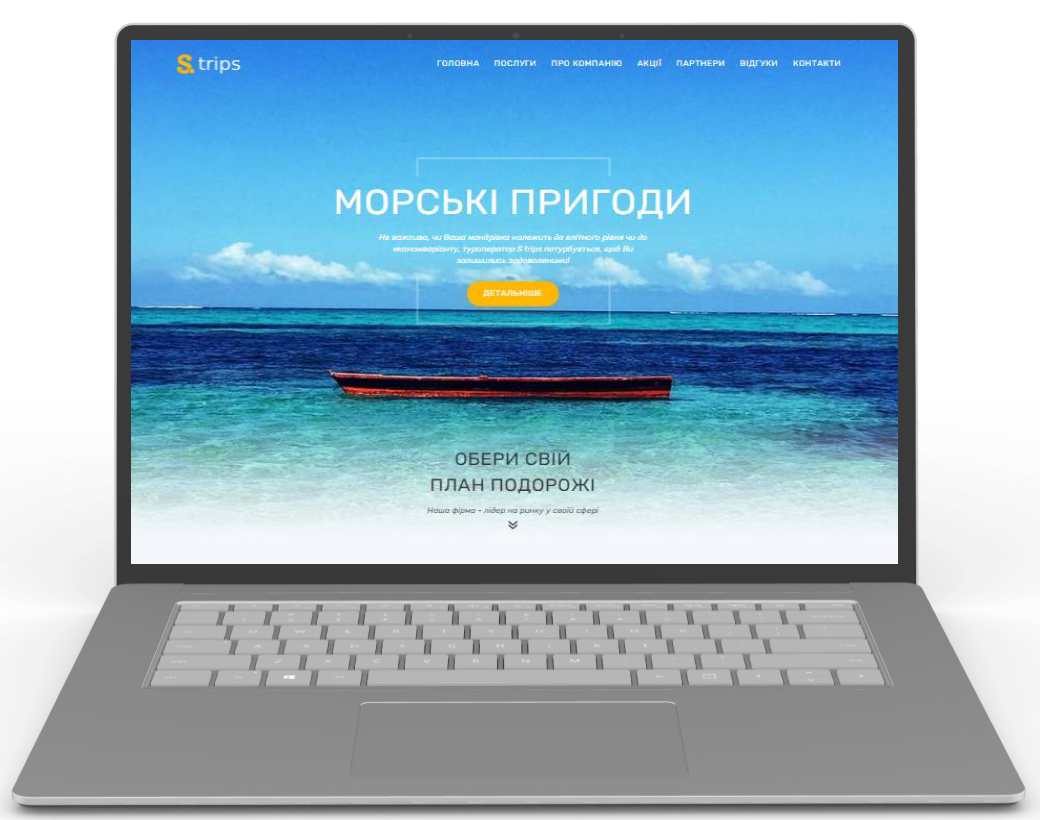 S. trips
ГОЛОВНА ПОСЛУГИ ПРО КОМПАНІЮ АКЦІЇ ПАРТНЕРИ ВІДГУКИ КОНТАКТИ
МОРСЬКІ ПРИГОДИ
Не важливо, чи Ваша мандрівка належить до елітного рівня чи до
економваріанту, туроператор S trips потурбується, щоб Ви
залишились задоволеними!
ДЕТАЛЬНІШЕ
ОБЕРИ СВІЙ
ПЛАН ПОДОРОЖІ
Наша фірма - лідер на ринку у своїй сфері